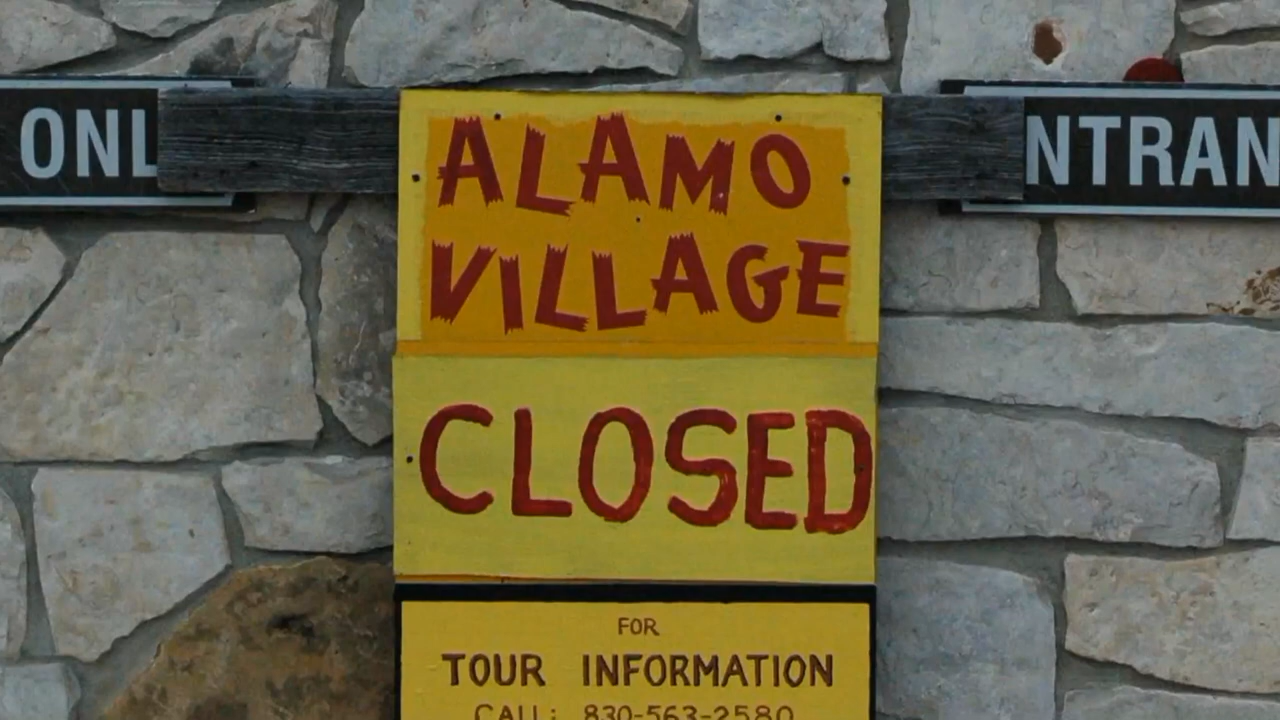 ONL
NTRAN
ALAMO
VILLAGE
CLOSED
FOR
TOUR INFORMATION
CALL: 830-563-2580